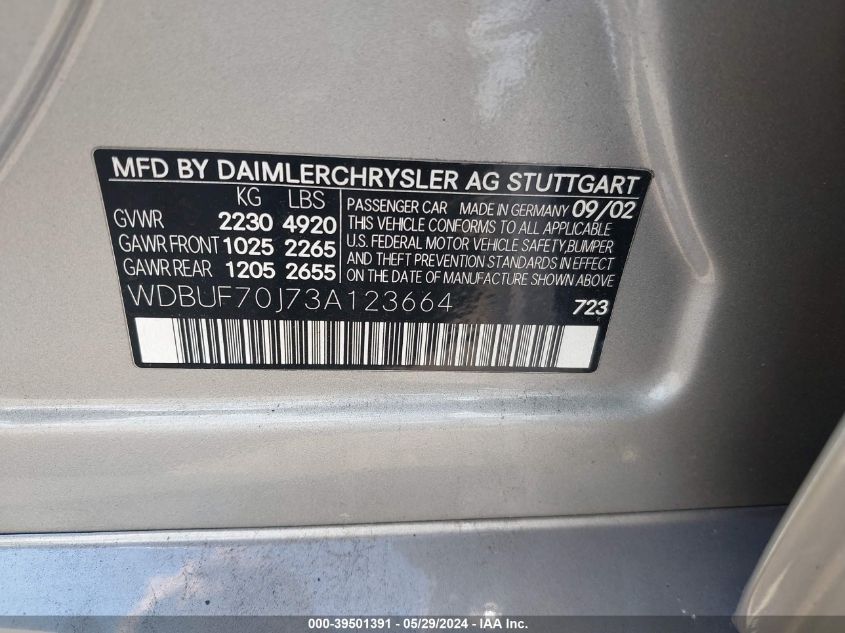 MFD BY DAIMLERCHRYSLER AG STUTTGART
KG LBS
GVWR 2230 4920
GAWR FRONT 1025 2265
GAWR REAR 1205 2655
PASSENGER CAR MADE IN GERMANY 09/02
THIS VEHICLE CONFORMS TO ALL APPLICABLE
U.S. FEDERAL MOTOR VEHICLE SAFETY,BUMPER
AND THEFT PREVENTION STANDARDS IN EFFECT
ON THE DATE OF MANUFACTURE SHOWN ABOVE.
WDBUF70J73A123664
723
000-39501391 - 05/29/2024 - IAA Inc.